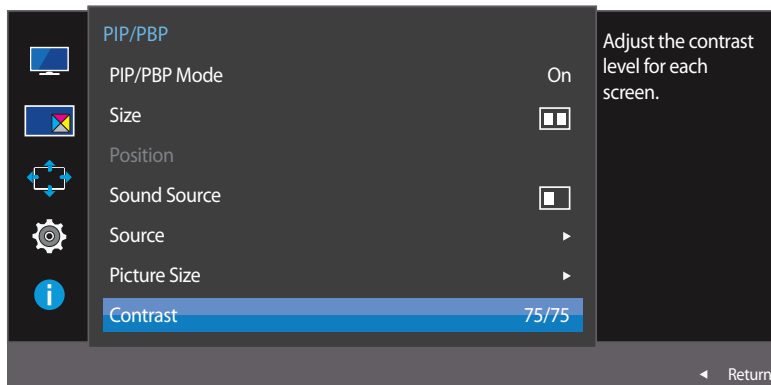 PIP/PBP
PIP/PBP Mode On
Size
Position
Sound Source
Source
Picture Size
Contrast 75/75
Adjust the contrast
level for each
screen.
Return